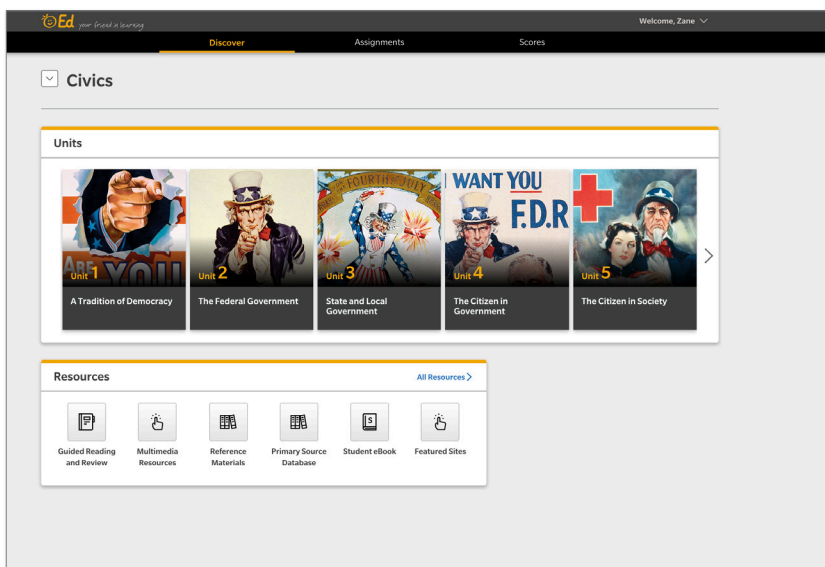 Ed your friend in learning
Welcome, Zane
Discover Assignments Scores
Civics
Units
ARE YOU
Unit 1
A Tradition of Democracy
Unit 2
The Federal Government
FOURTH OF JULY
Unit 3
State and Local
Government
WANT YOU
F.D.R
Unit 4
The Citizen in
Government
Unit 5
The Citizen in Society
Resources
All Resources
Guided Reading
and Review
Multimedia
Resources
Reference
Materials
Primary Source
Database
S
Student eBook
Featured Sites